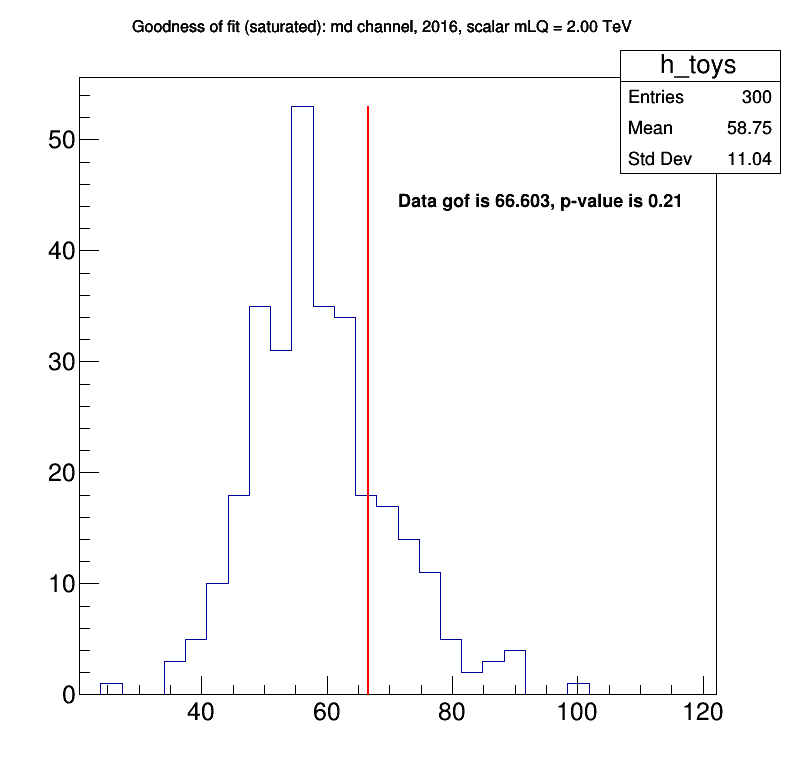 Goodness of fit (saturated): md channel, 2016, scalar mLQ = 2.00 TeV
h_toys
Entries 300
Mean 58.75
Std Dev 11.04
Data gof is 66.603, p-value is 0.21
50
40
30
20
10
0
40 60 80 100 120